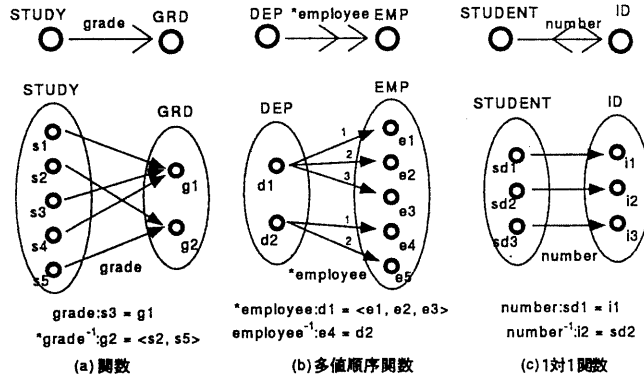 STUDY
grade
GRD
DEP
*employee
EMP
STUDENT
number
ID
STUDY
GRD
s1
s2
s3
s4
s5
g1
g2
grade
grade:s3 = g1
*grade⁻¹:g2 = <s2, s5>
(a) 関数
DEP
EMP
d1
d2
1
2
3
1
2
e1
e2
e3
e4
e5
*employee
*employee:d1 = <e1, e2, e3>
employee⁻¹:e4 = d2
(b) 多値順序関数
STUDENT
ID
sd1
sd2
sd3
i1
i2
i3
number
number:sd1 = i1
number⁻¹:i2 = sd2
(c) 1対1関数